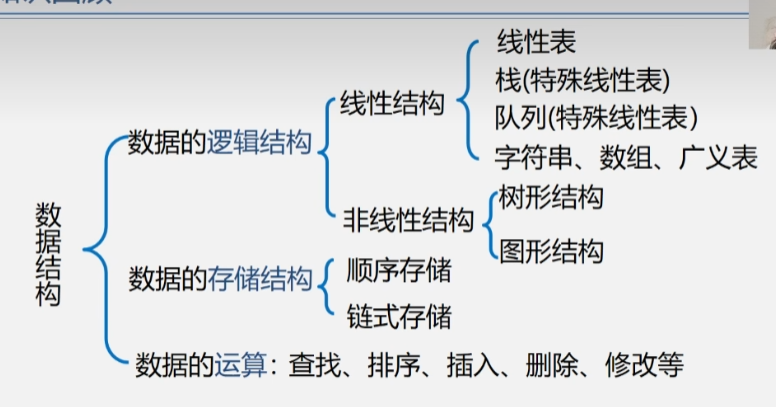 线性表
栈(特殊线性表)
线性结构
队列(特殊线性表)
数据的逻辑结构
字符串、数组、广义表
树形结构
非线性结构
图形结构
数据结构
数据的存储结构
顺序存储
链式存储
数据的运算：查找、排序、插入、删除、修改等